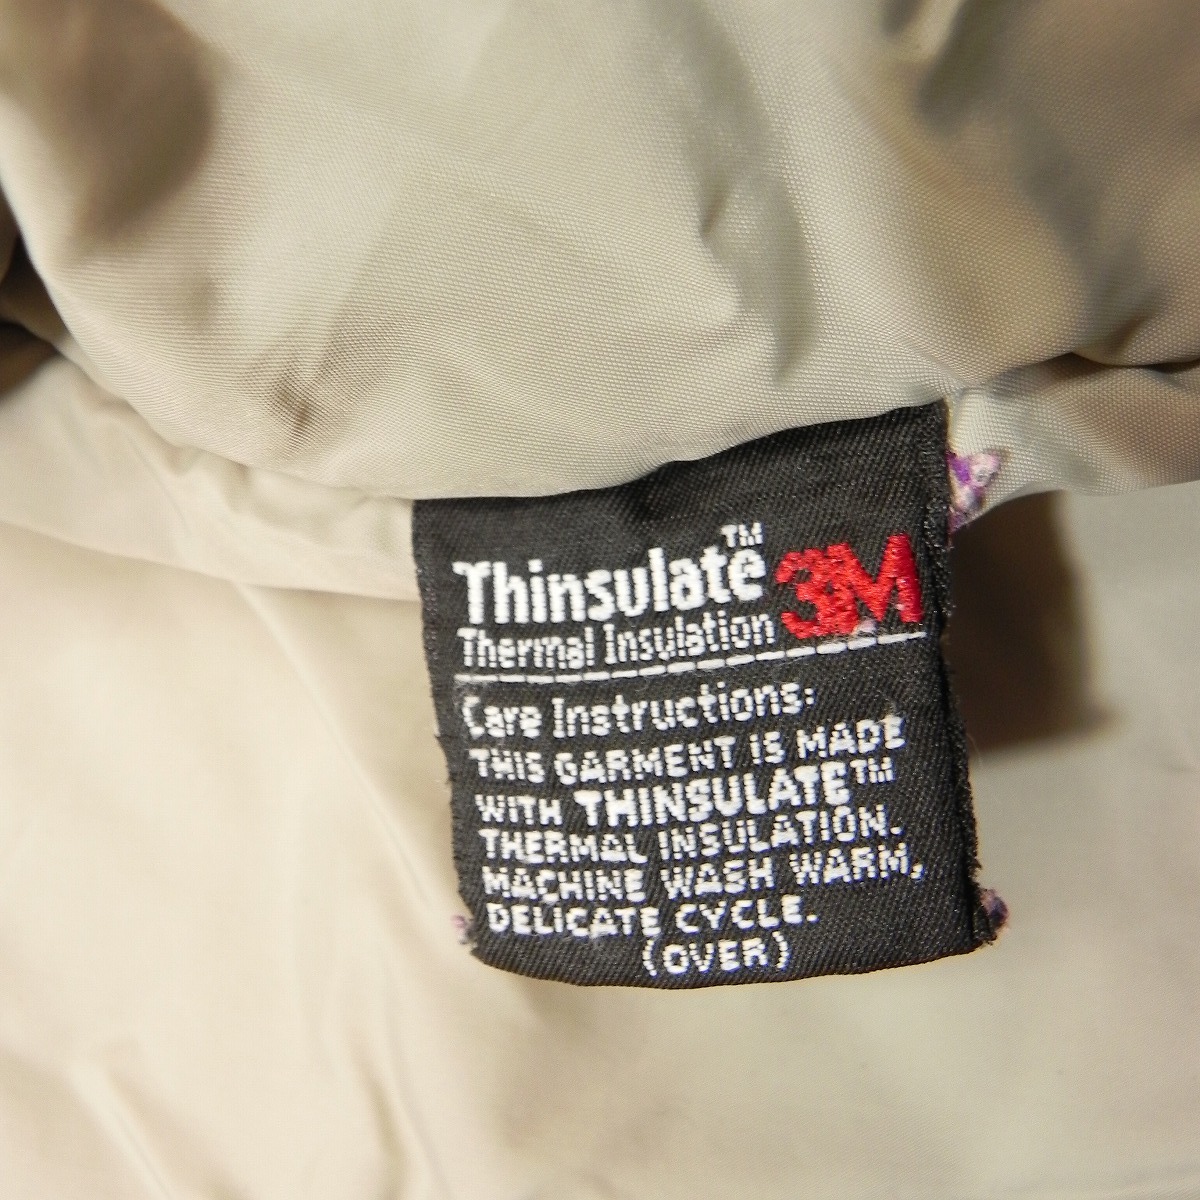 Thinsulate™ 3M
Thermal Insulation
Care Instructions:
THIS GARMENT IS MADE
WITH THINSULATE™
THERMAL INSULATION.
MACHINE WASH WARM,
DELICATE CYCLE.
(OVER)